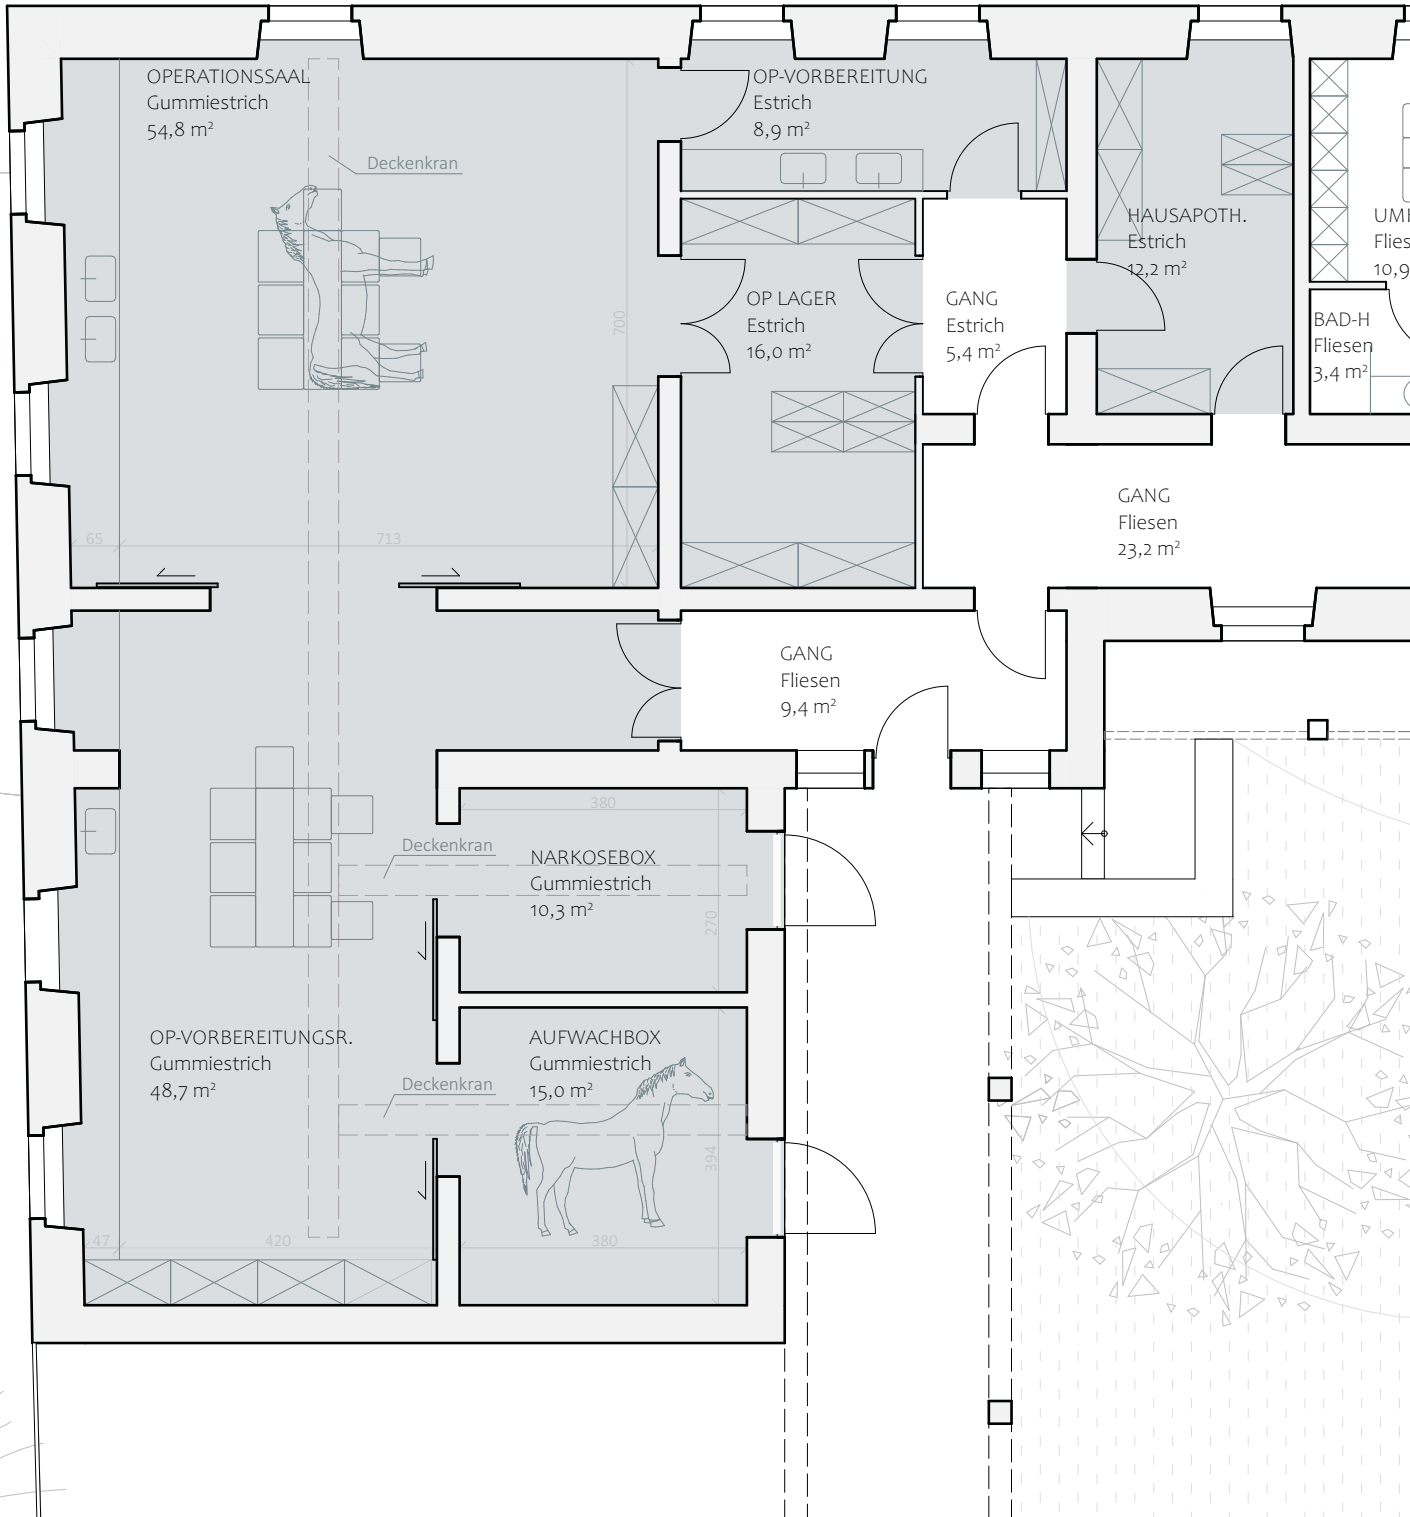 OPERATIONSSAAL
Gummiestrich
54,8 m²
Deckenkran
OP-VORBEREITUNG
Estrich
8,9 m²
HAUSAPOTH.
Estrich
12,2 m²
Flies
10,9
OP LAGER
Estrich
16,0 m²
GANG
Estrich
5,4 m²
BAD-H
Fliesen
3,4 m²
700
65
713
GANG
Fliesen
23,2 m²
GANG
Fliesen
9,4 m²
380
Deckenkran
NARKOSEBOX
Gummiestrich
10,3 m²
270
OP-VORBEREITUNGSR.
Gummiestrich
48,7 m²
AUFWACHBOX
Gummiestrich
15,0 m²
Deckenkran
394
47
420
380